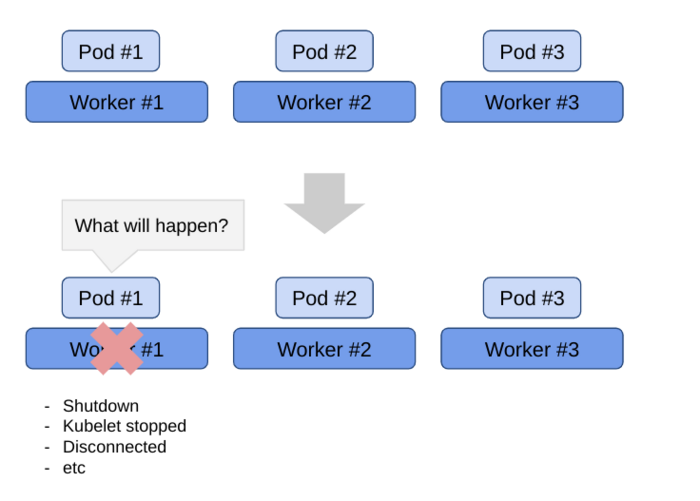 Pod #1
Pod #2
Pod #3
Worker #1
Worker #2
Worker #3
What will happen?
Pod #1
Pod #2
Pod #3
Worker #1
Worker #2
Worker #3
- Shutdown
- Kubelet stopped
- Disconnected
- etc